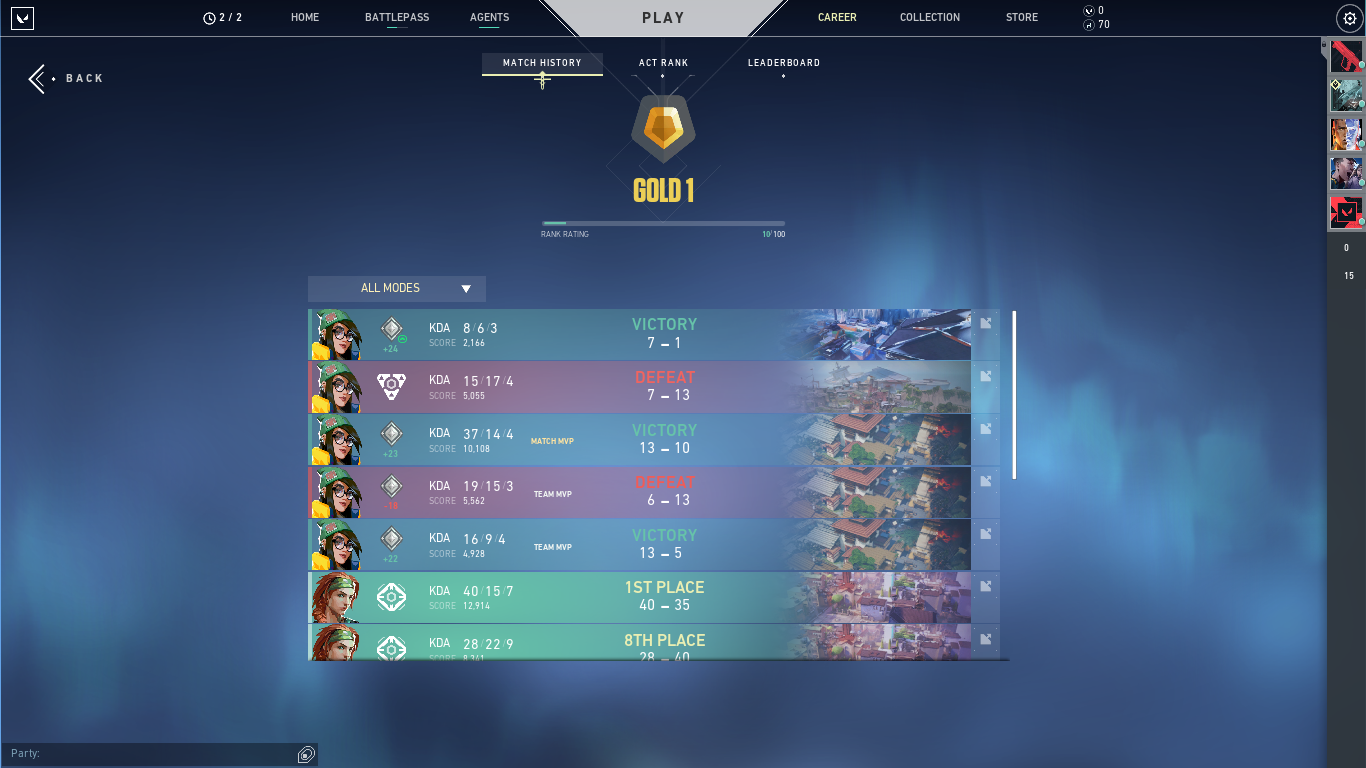 2 / 2
HOME
BATTLEPASS
AGENTS
PLAY
CAREER
COLLECTION
STORE
0
70
BACK
MATCH HISTORY
ACT RANK
LEADERBOARD
GOLD 1
RANK RATING
10/100
0
15
ALL MODES
+24 KDA 8/6/3 VICTORY
SCORE 2,166 7 – 1
KDA 15/17/4 DEFEAT
SCORE 5,055 7 – 13
+23 KDA 37/14/4 MATCH MVP VICTORY
SCORE 10,108 13 – 10
KDA 19/15/3 TEAM MVP DEFEAT
SCORE 5,562 6 – 13
+22 KDA 16/9/4 TEAM MVP VICTORY
SCORE 4,928 13 – 5
KDA 40/15/7 1ST PLACE
SCORE 12,914 40 – 35
KDA 28/22/9 8TH PLACE
SCORE 28 – 40
Party: